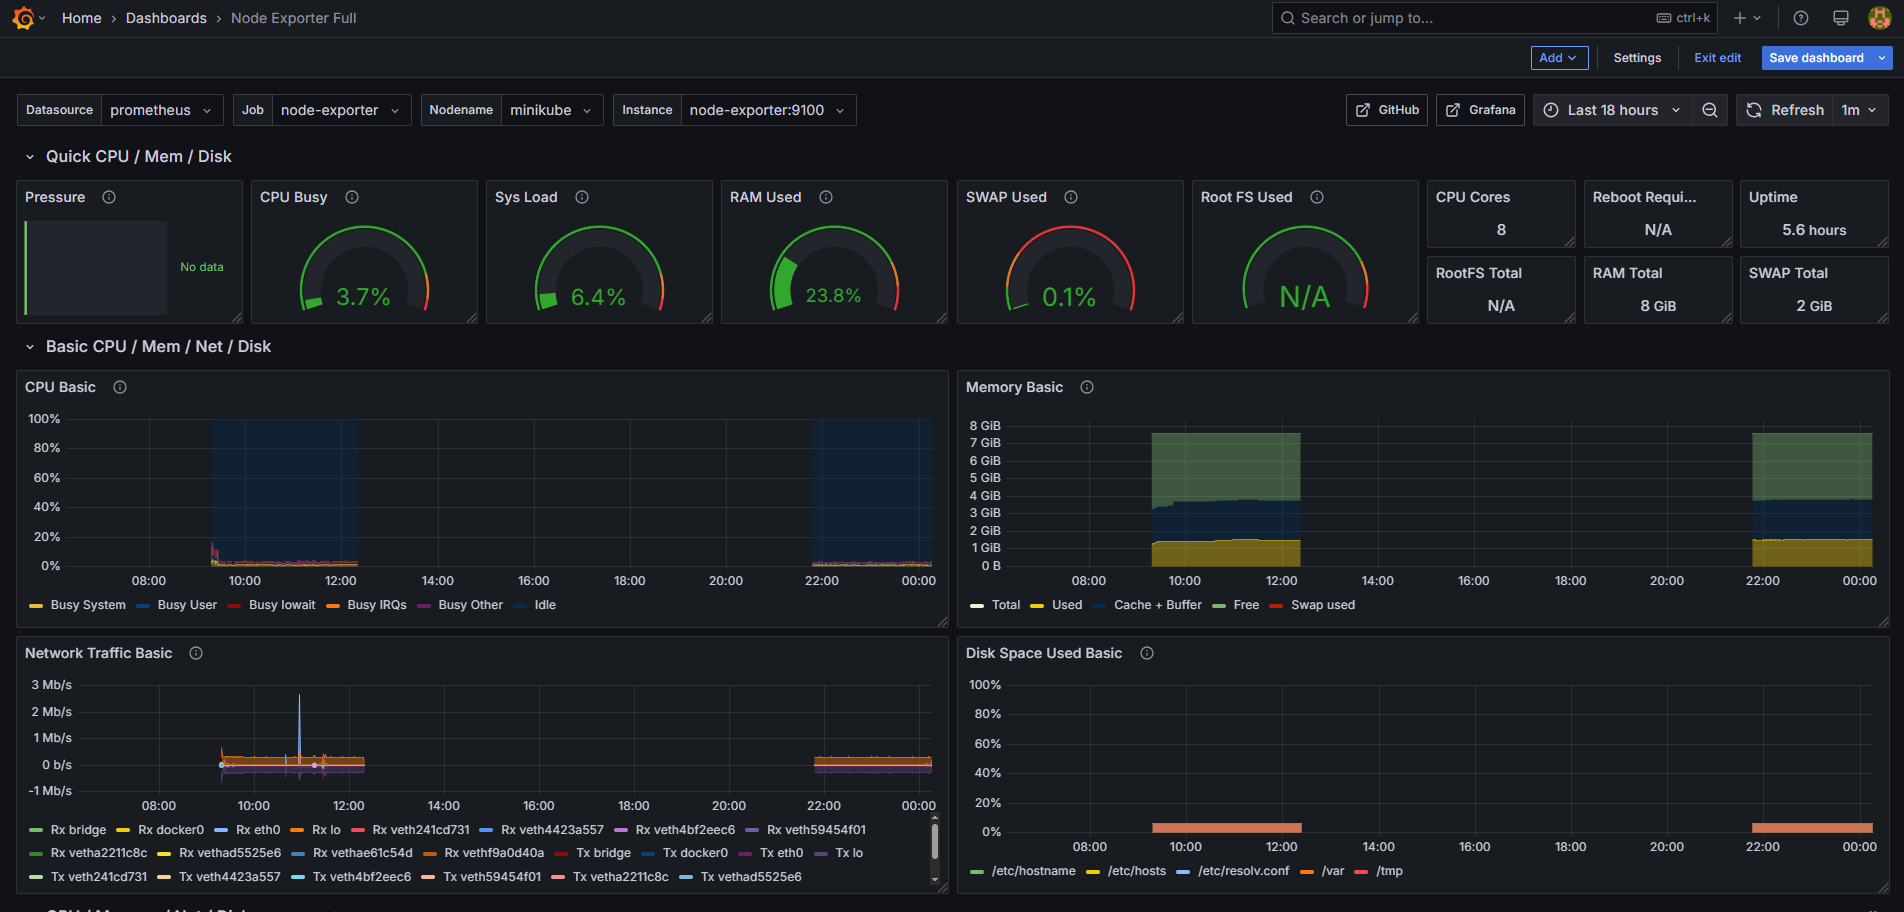 Home › Dashboards › Node Exporter Full
Search or jump to... ctrl+k
Add Settings Exit edit Save dashboard
Datasource prometheus Job node-exporter Nodename minikube Instance node-exporter:9100 GitHub Grafana Last 18 hours Refresh 1m
Quick CPU / Mem / Disk
Pressure
No data
CPU Busy
3.7%
Sys Load
6.4%
RAM Used
23.8%
SWAP Used
0.1%
Root FS Used
N/A
CPU Cores
8
Reboot Requi...
N/A
Uptime
5.6 hours
RootFS Total
N/A
RAM Total
8 GiB
SWAP Total
2 GiB
Basic CPU / Mem / Net / Disk
CPU Basic
100%
80%
60%
40%
20%
0%
08:00 10:00 12:00 14:00 16:00 18:00 20:00 22:00 00:00
Busy System Busy User Busy Iowait Busy IRQs Busy Other Idle
Memory Basic
8 GiB
7 GiB
6 GiB
5 GiB
4 GiB
3 GiB
2 GiB
1 GiB
0 B
08:00 10:00 12:00 14:00 16:00 18:00 20:00 22:00 00:00
Total Used Cache + Buffer Free Swap used
Network Traffic Basic
3 Mb/s
2 Mb/s
1 Mb/s
0 b/s
-1 Mb/s
08:00 10:00 12:00 14:00 16:00 18:00 20:00 22:00 00:00
Rx bridge Rx docker0 Rx eth0 Rx lo Rx veth241cd731 Rx veth4423a557 Rx veth4bf2eec6 Rx veth59454f01
Rx vetha2211c8c Rx vethad5525e6 Rx vethae61c54d Rx vethf9a0d40a Tx bridge Tx docker0 Tx eth0 Tx lo
Tx veth241cd731 Tx veth4423a557 Tx veth4bf2eec6 Tx veth59454f01 Tx vetha2211c8c Tx vethad5525e6
Disk Space Used Basic
100%
80%
60%
40%
20%
0%
08:00 10:00 12:00 14:00 16:00 18:00 20:00 22:00 00:00
/etc/hostname /etc/hosts /etc/resolv.conf /var /tmp